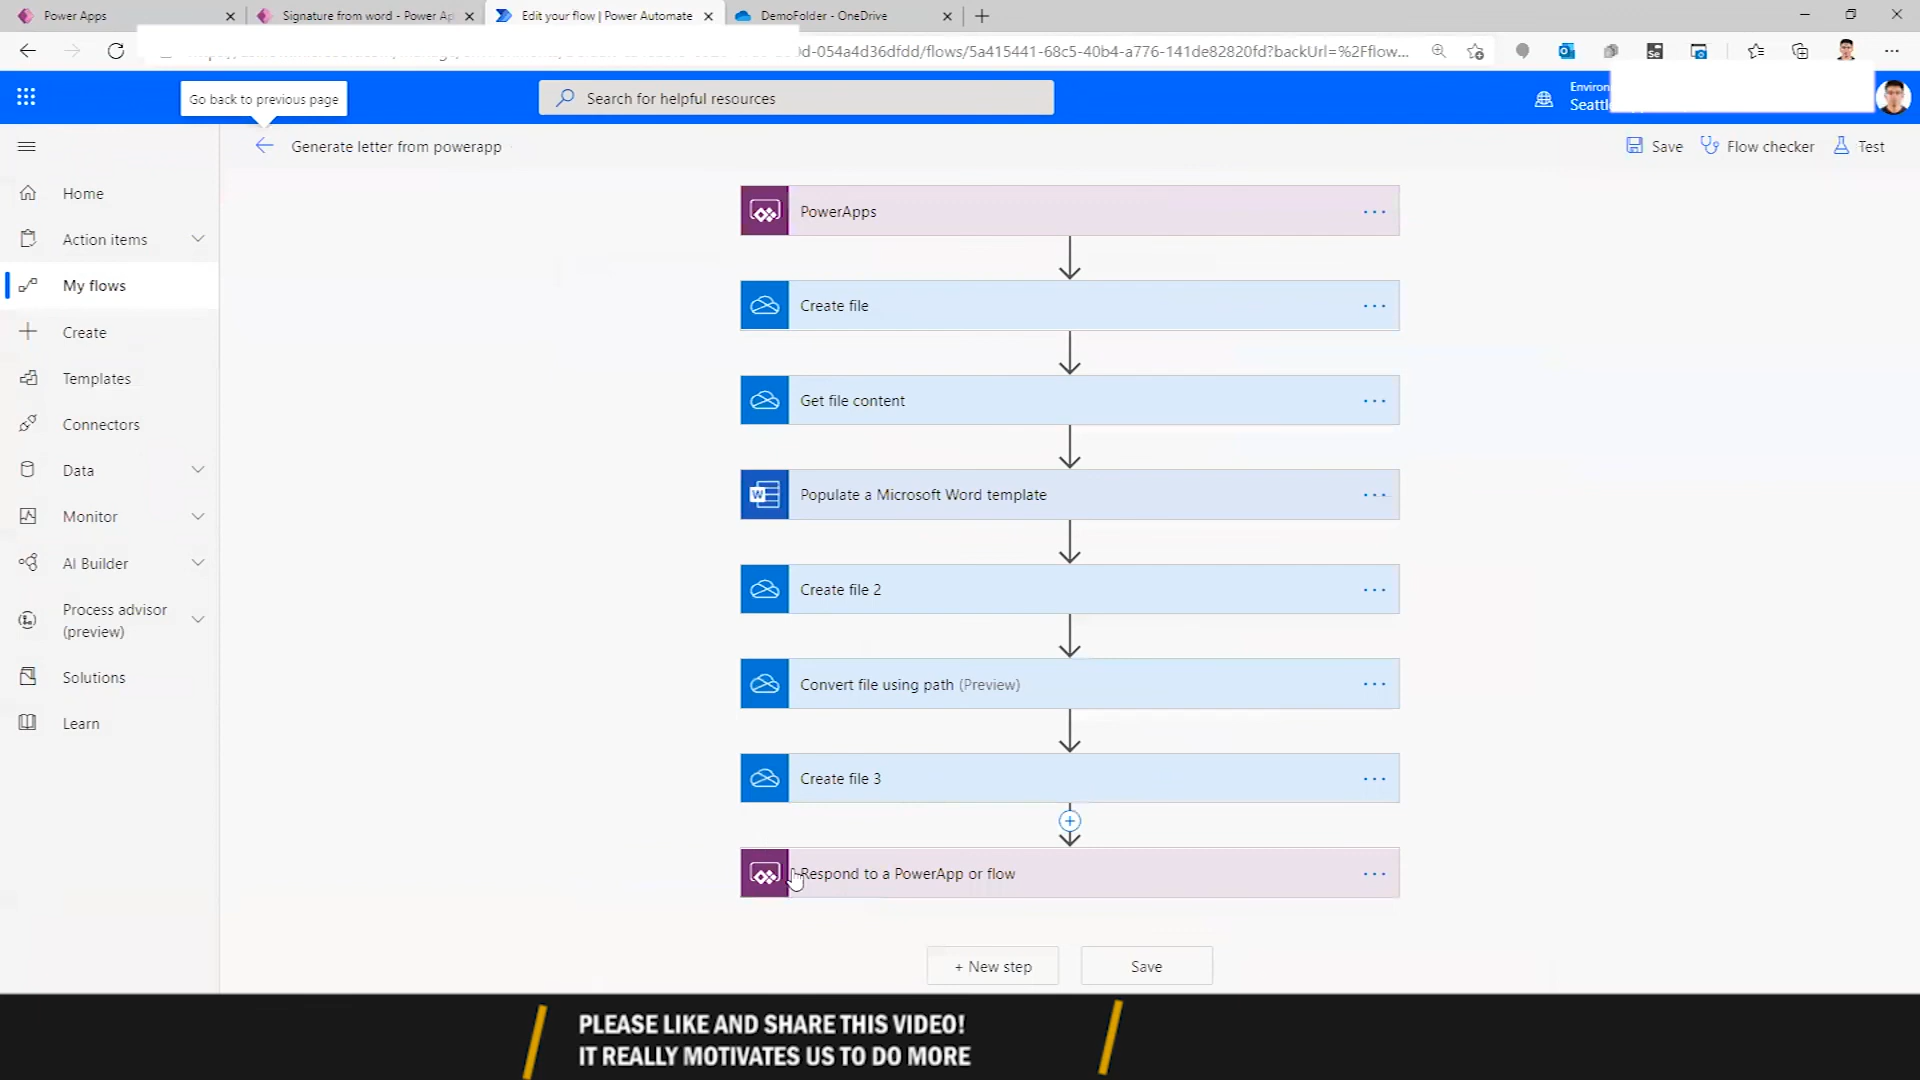 Power Apps
Signature from word - Power Ap
Edit your flow | Power Automate
DemoFolder - OneDrive
0d-054a4d36dfdd/flows/5a415441-68c5-40b4-a776-141de82820fd?backUrl=%2Fflow...
Go back to previous page
Search for helpful resources
Environ
Seattl
Generate letter from powerapp
Save
Flow checker
Test
Home
Action items
My flows
Create
Templates
Connectors
Data
Monitor
AI Builder
Process advisor
(preview)
Solutions
Learn
PowerApps
Create file
Get file content
Populate a Microsoft Word template
Create file 2
Convert file using path (Preview)
Create file 3
Respond to a PowerApp or flow
+ New step
Save
PLEASE LIKE AND SHARE THIS VIDEO!
IT REALLY MOTIVATES US TO DO MORE